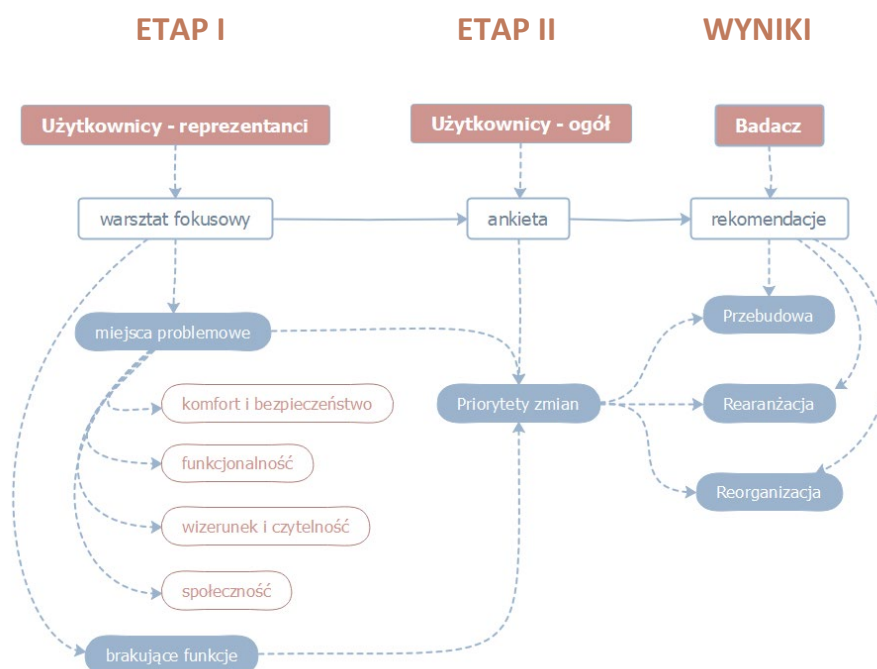 ETAP I
ETAP II
WYNIKI
Użytkownicy - reprezentanci
Użytkownicy - ogół
Badacz
warsztat fokusowy
ankieta
rekomendacje
miejsca problemowe
Przebudowa
komfort i bezpieczeństwo
Priorytety zmian
Rearanżacja
funkcjonalność
Reorganizacja
wizerunek i czytelność
społeczność
brakujące funkcje